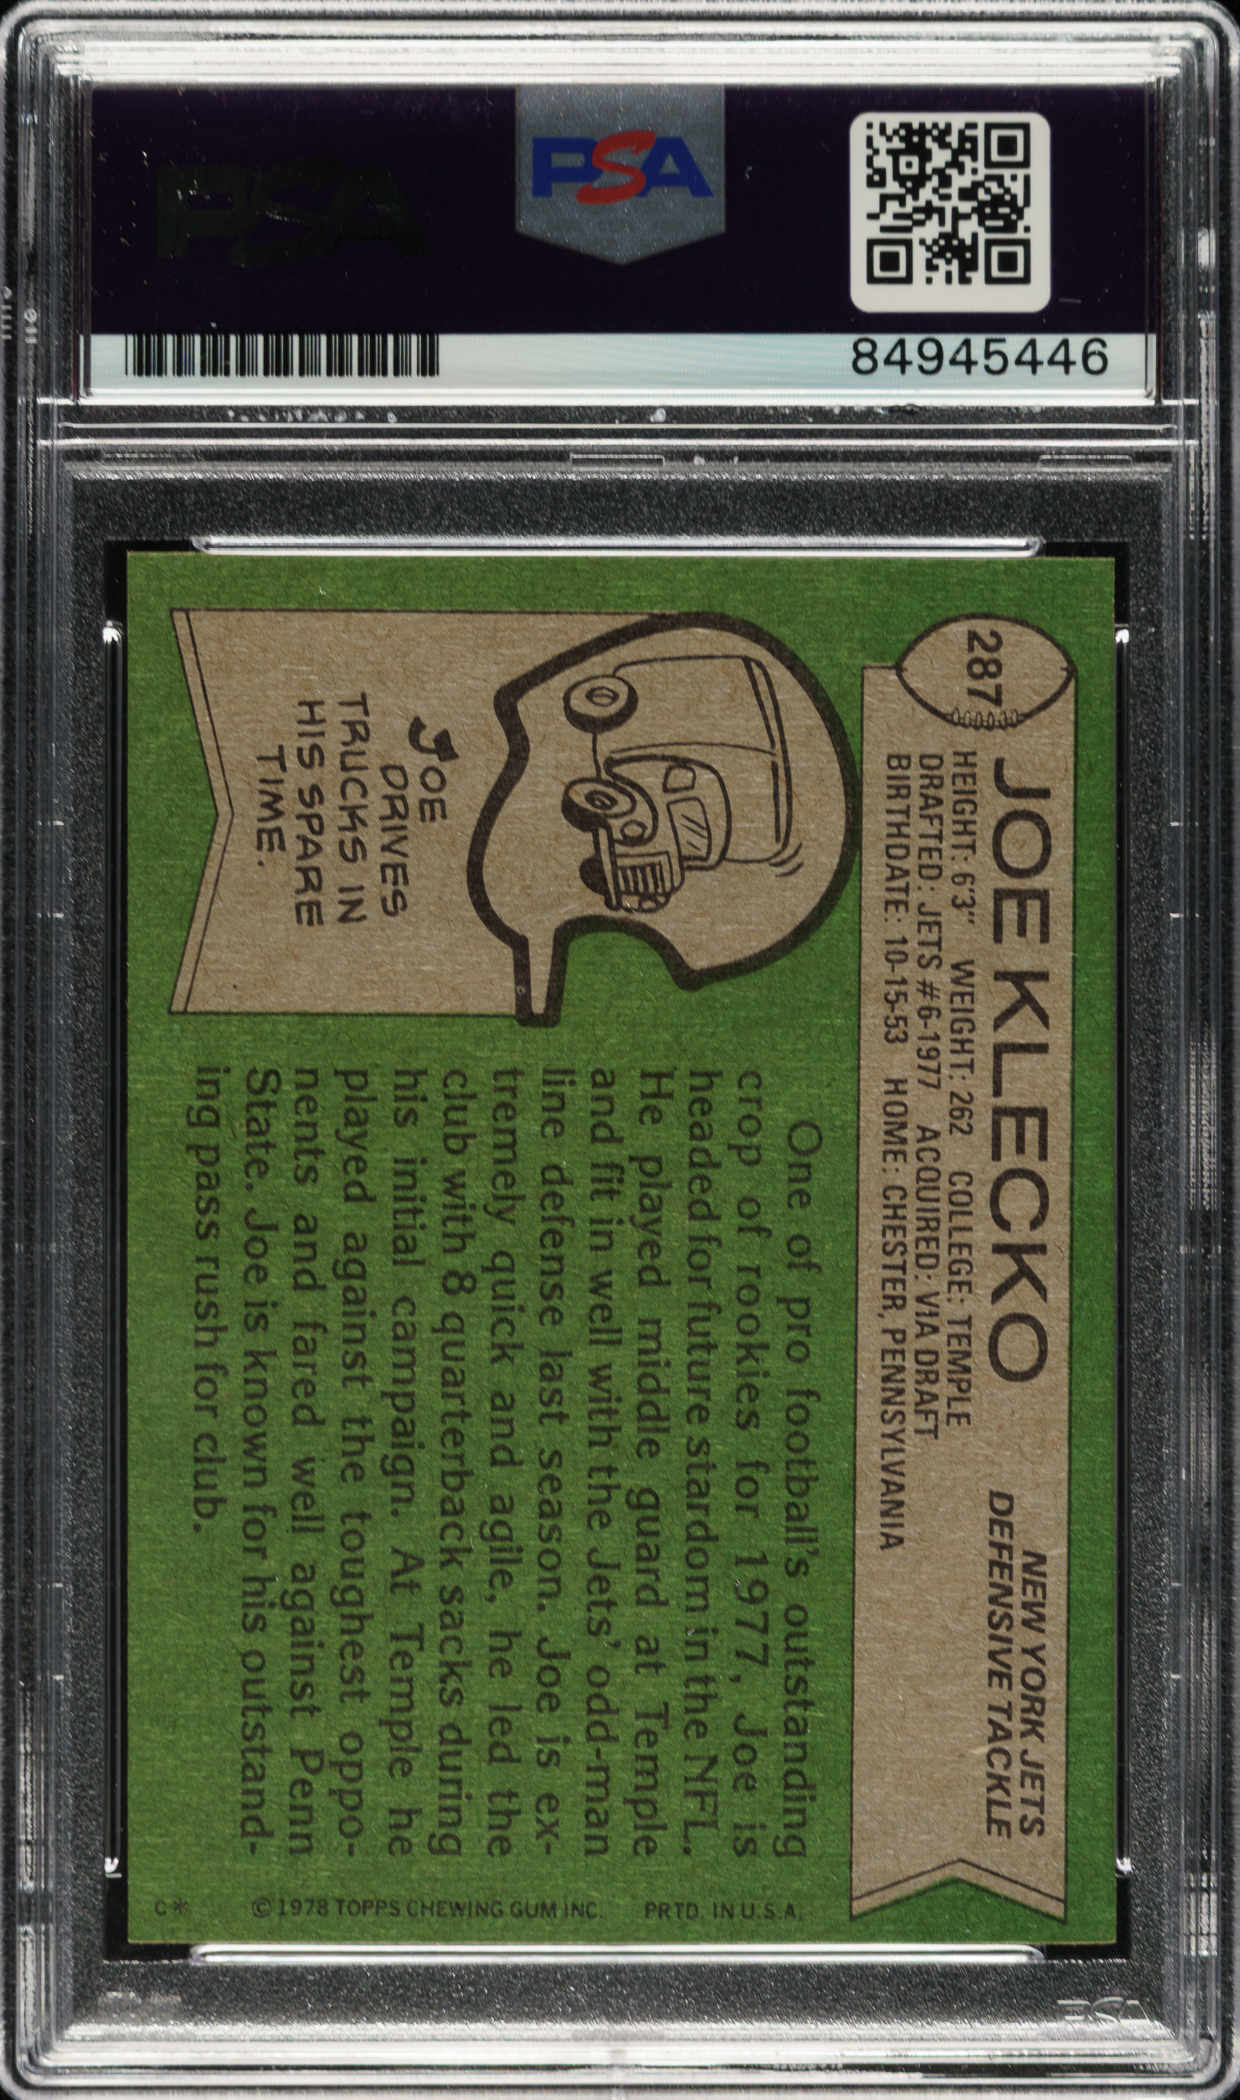 PSA
PSA
84945446
287
JOE KLECKO
NEW YORK JETS
DEFENSIVE TACKLE
HEIGHT: 6'3" WEIGHT: 262 COLLEGE: TEMPLE
DRAFTED: JETS #6-1977 ACQUIRED: VIA DRAFT
BIRTHDATE: 10-15-53 HOME: CHESTER, PENNSYLVANIA
JOE
DRIVES
TRUCKS IN
HIS SPARE
TIME.
One of pro football's outstanding
crop of rookies for 1977, Joe is
headed for future stardom in the NFL.
He played middle guard at Temple
and fit in well with the Jets' odd-man
line defense last season. Joe is ex-
tremely quick and agile, he led the
club with 8 quarterback sacks during
his initial campaign. At Temple he
played against the toughest oppo-
nents and fared well against Penn
State. Joe is known for his outstand-
ing pass rush for club.
C* © 1978 TOPPS CHEWING GUM INC. PRTD. IN U.S.A.
PSA